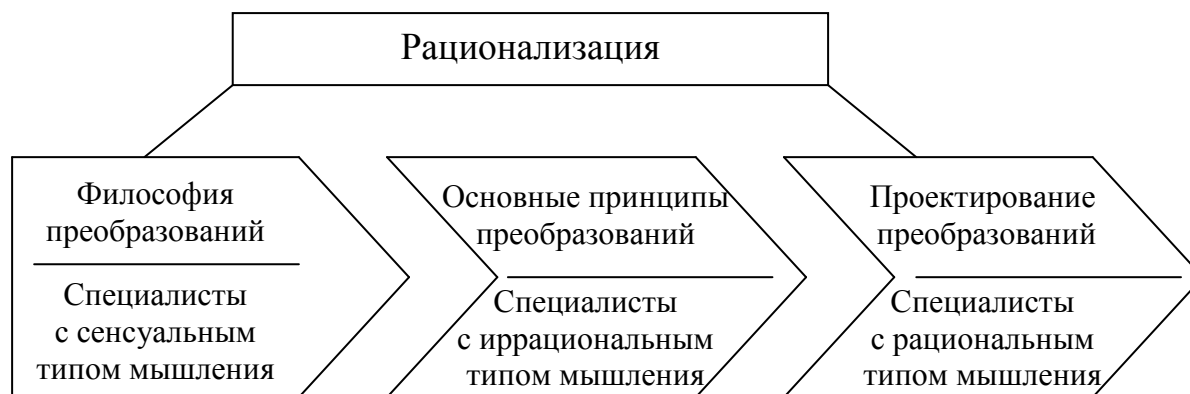 Рационализация
Философия
преобразований
Специалисты
с сенсуальным
типом мышления
Основные принципы
преобразований
Специалисты
с иррациональным
типом мышления
Проектирование
преобразований
Специалисты
с рациональным
типом мышления